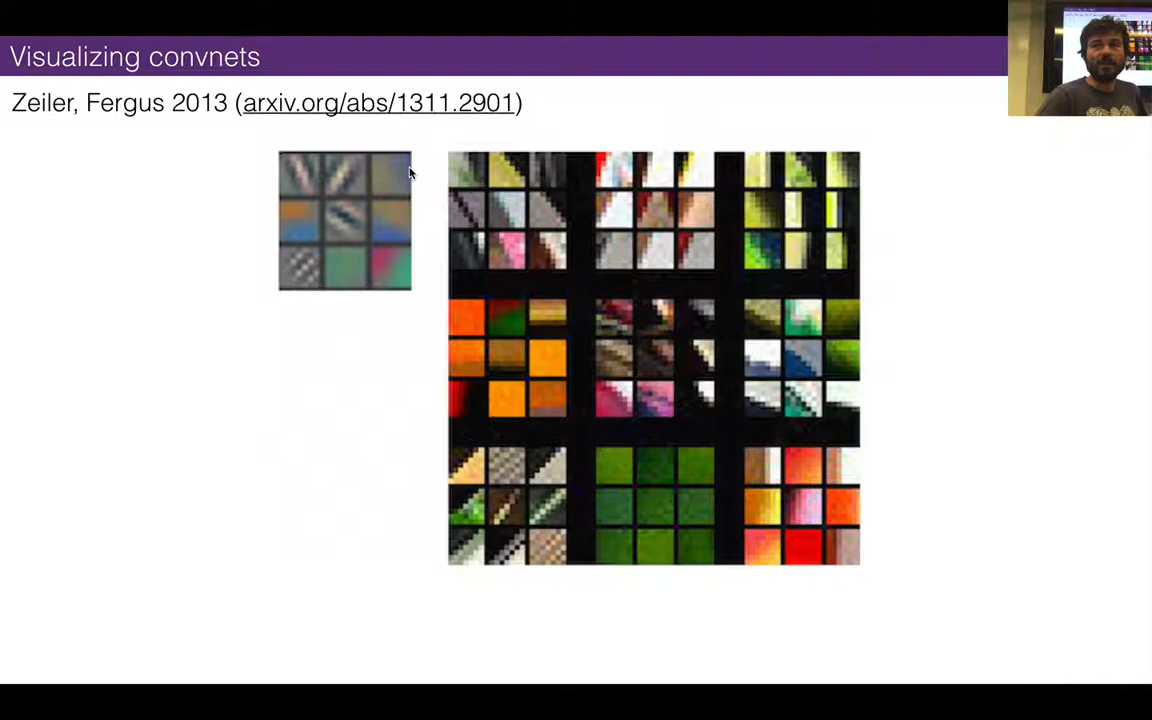 Visualizing convnets
Zeiler, Fergus 2013 (arxiv.org/abs/1311.2901)